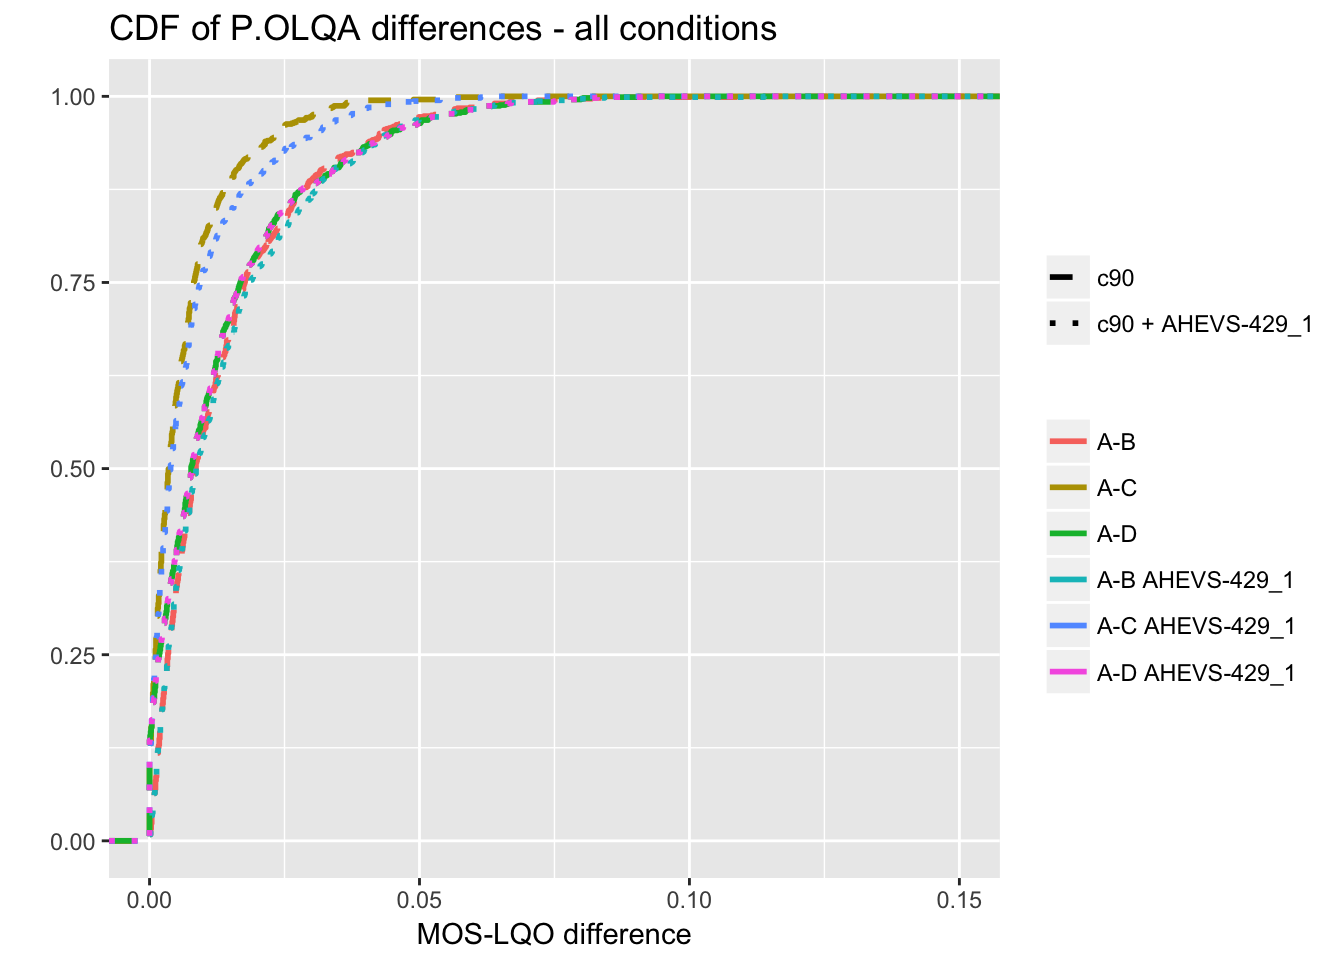 CDF of P.OLQA differences - all conditions
1.00
0.75
0.50
0.25
0.00
0.00
0.05
0.10
0.15
MOS-LQO difference
c90
c90 + AHEVS-429_1
A-B
A-C
A-D
A-B AHEVS-429_1
A-C AHEVS-429_1
A-D AHEVS-429_1